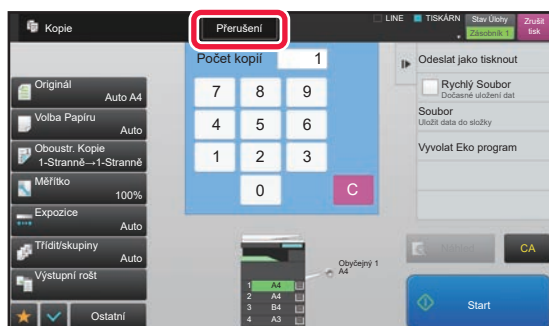 Kopie
Přerušení
LINE
TISKÁRN
Stav Úlohy
Zásobník 1
Zrušit
tisk
Počet kopií
1
Originál
Auto A4
Volba Papíru
Auto
Oboustr. Kopie
1-Stranně→1-Stranně
Měřítko
100%
Expozice
Auto
Třídit/skupiny
Auto
Výstupní rošt
Ostatní
7 8 9
4 5 6
1 2 3
0 C
Obyčejný 1
A4
1 A4
2 A4
3 B4
4 A3
Odeslat jako tisknout
Rychlý Soubor
Dočasné uložení dat
Soubor
Uložit data do složky
Vyvolat Eko program
CA
Start